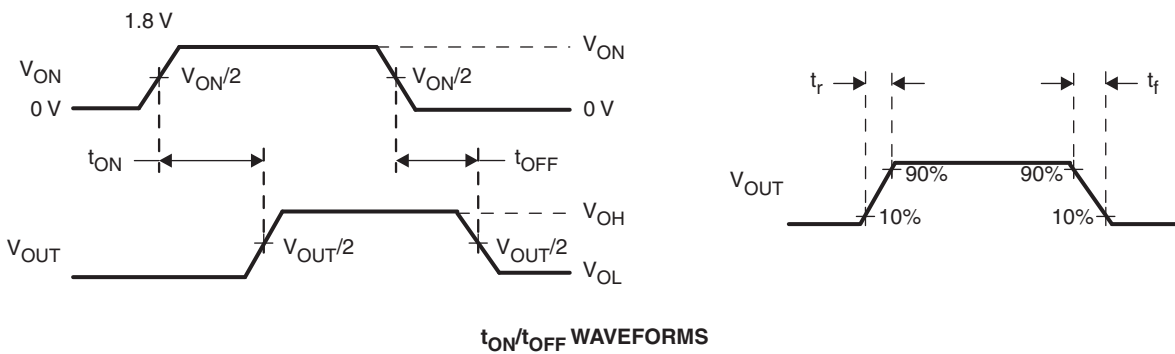 1.8 V
V_ON
V_ON
V_ON/2
V_ON/2
0 V
0 V
t_ON
t_OFF
V_OH
V_OUT
V_OUT/2
V_OUT/2
V_OL
t_r
t_f
V_OUT
90%
90%
10%
10%
t_ON/t_OFF WAVEFORMS